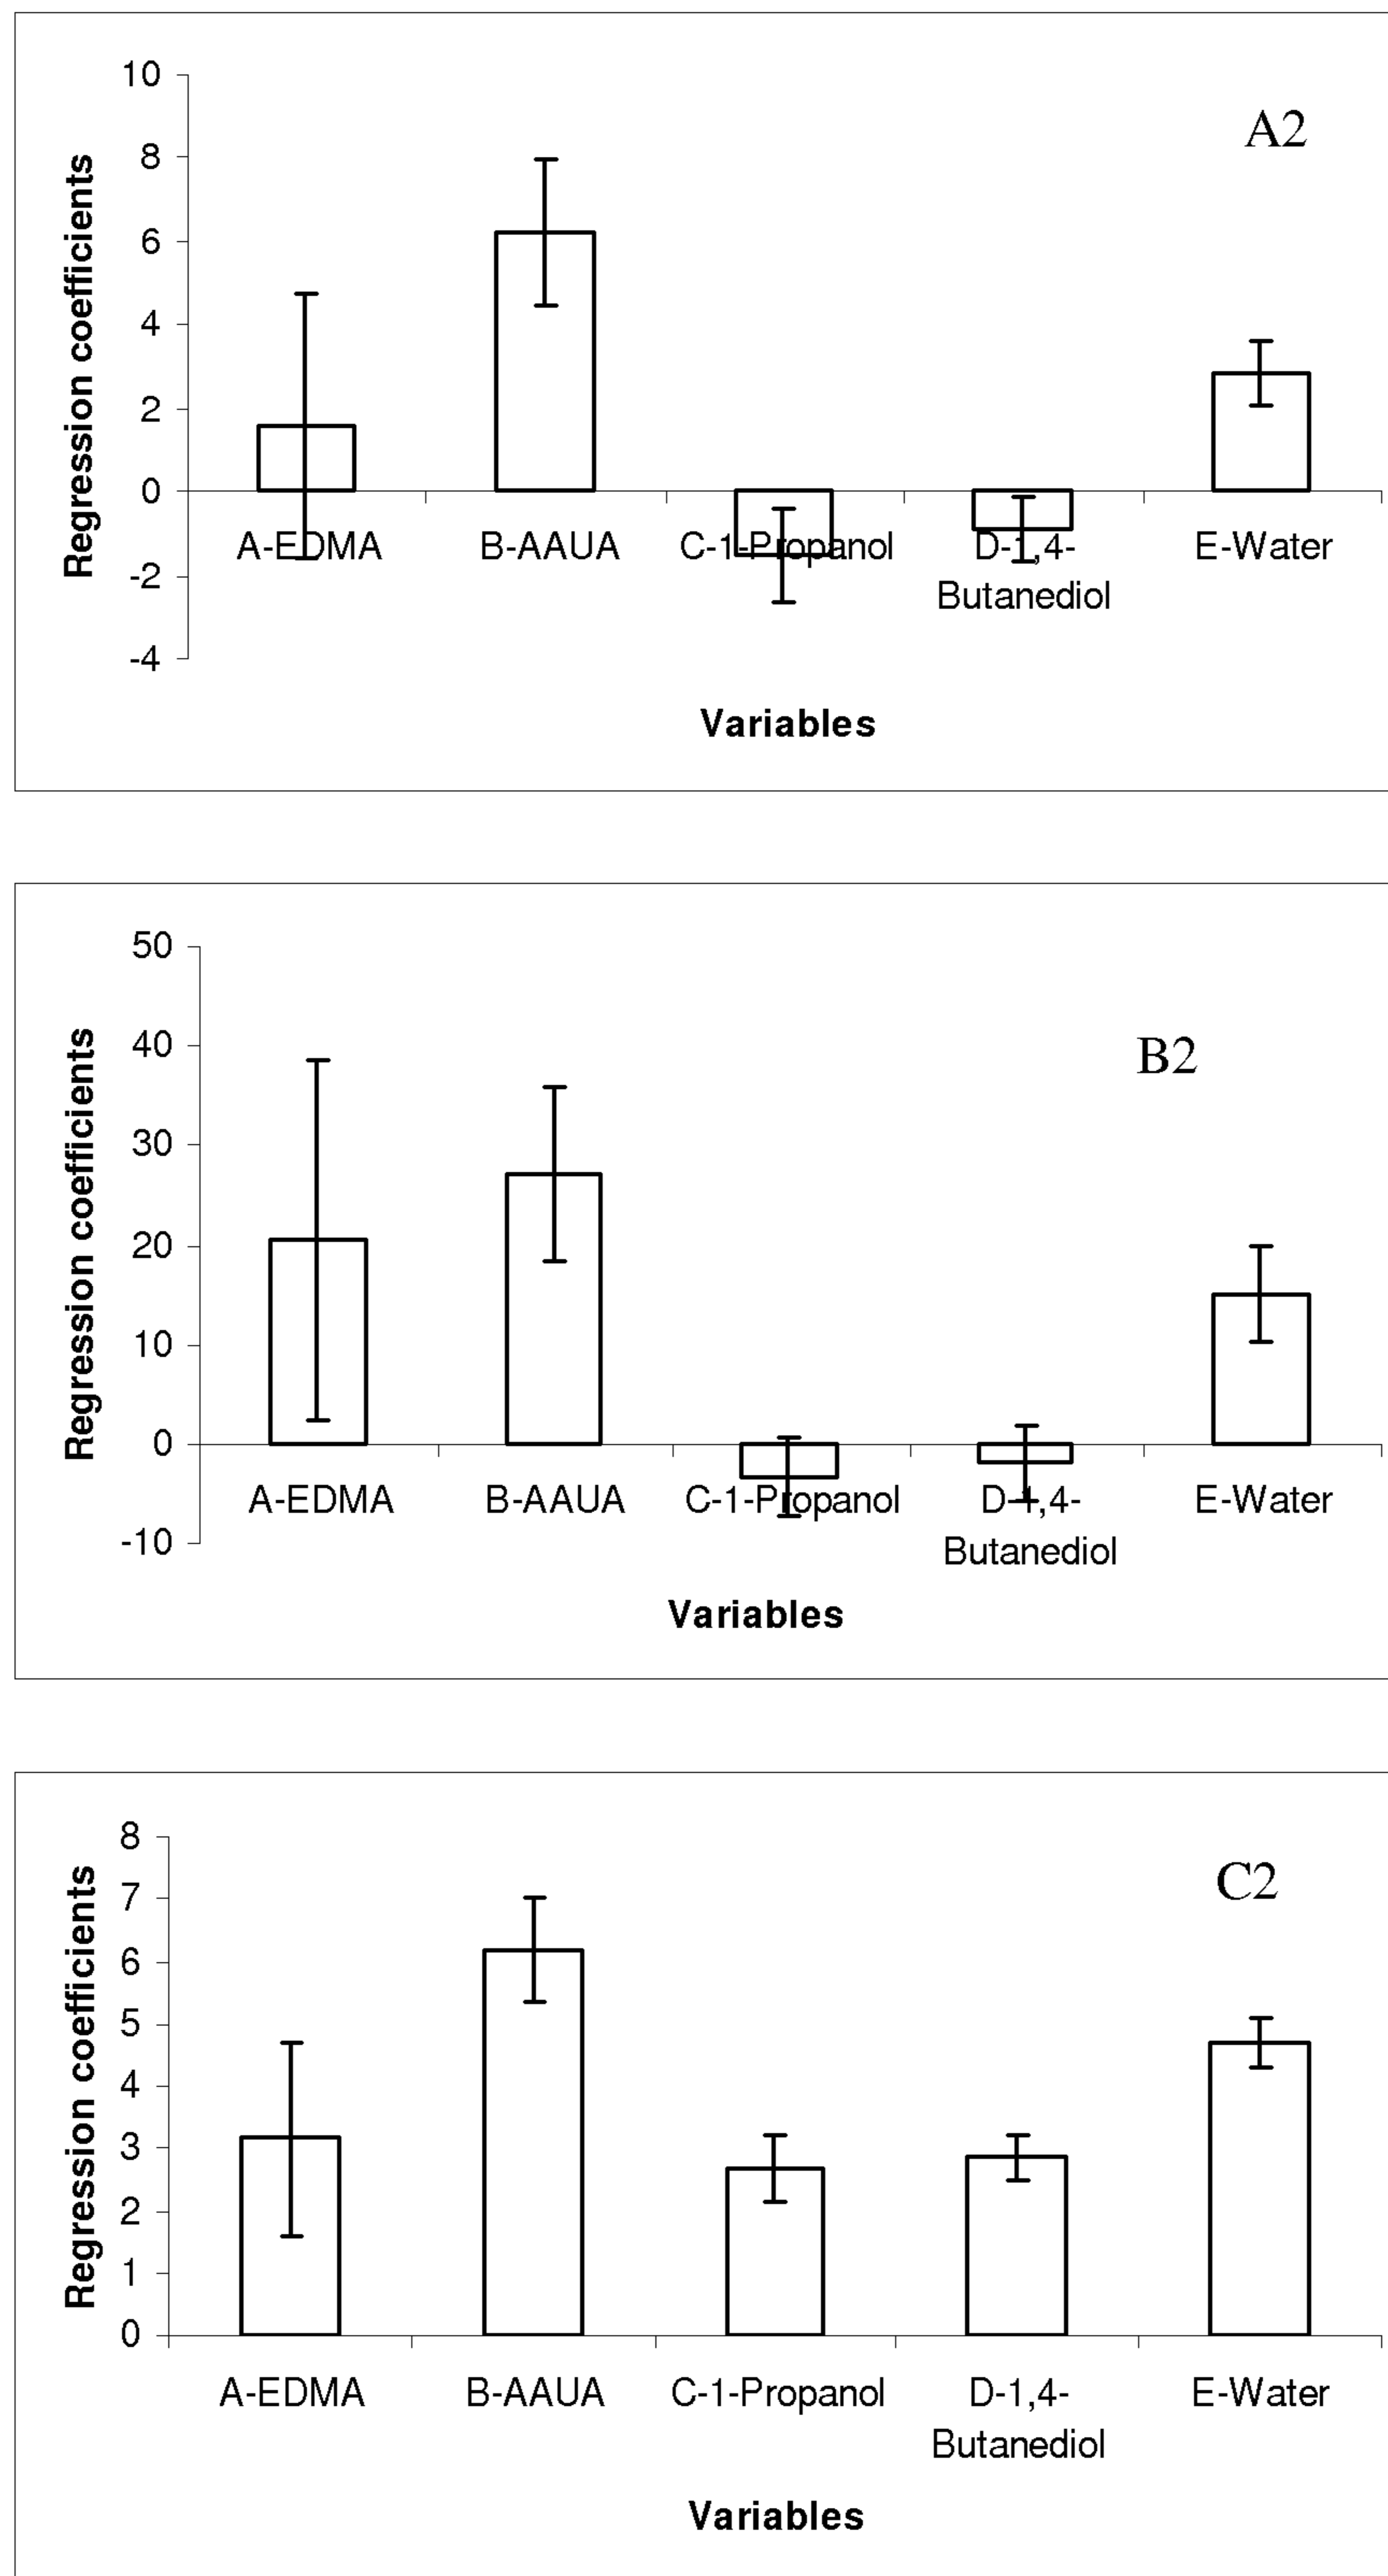 A2
Regression coefficients
10
8
6
4
2
0
-2
-4
A-EDMA B-AAUA C-1-Propanol D-1,4- E-Water
Butanediol
Variables
B2
Regression coefficients
50
40
30
20
10
0
-10
A-EDMA B-AAUA C-1-Propanol D-1,4- E-Water
Butanediol
Variables
C2
Regression coefficients
8
7
6
5
4
3
2
1
0
A-EDMA B-AAUA C-1-Propanol D-1,4- E-Water
Butanediol
Variables